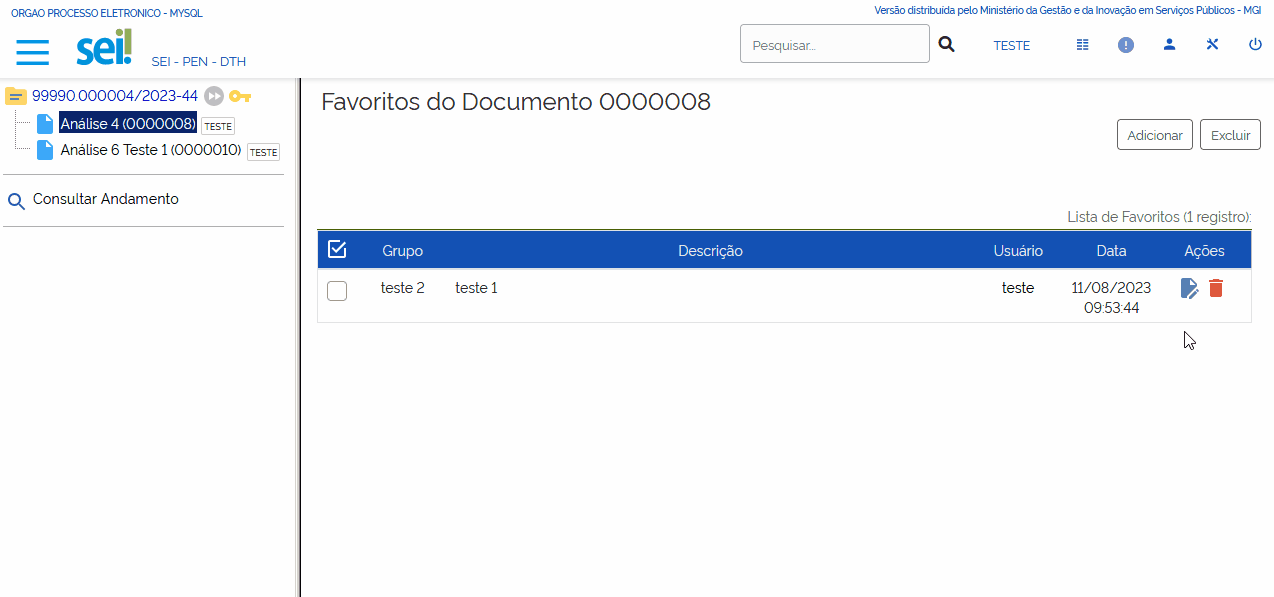 ORGAO PROCESSO ELETRONICO - MYSQL
Versão distribuída pelo Ministério da Gestão e da Inovação em Serviços Públicos - MGI
sei!
SEI - PEN - DTH
Pesquisar...
TESTE
99990.000004/2023-44
Análise 4 (0000008) TESTE
Análise 6 Teste 1 (0000010) TESTE
Consultar Andamento
Favoritos do Documento 0000008
Adicionar
Excluir
Lista de Favoritos (1 registro):
Grupo Descrição Usuário Data Ações
teste 2 teste 1 teste 11/08/2023
09:53:44